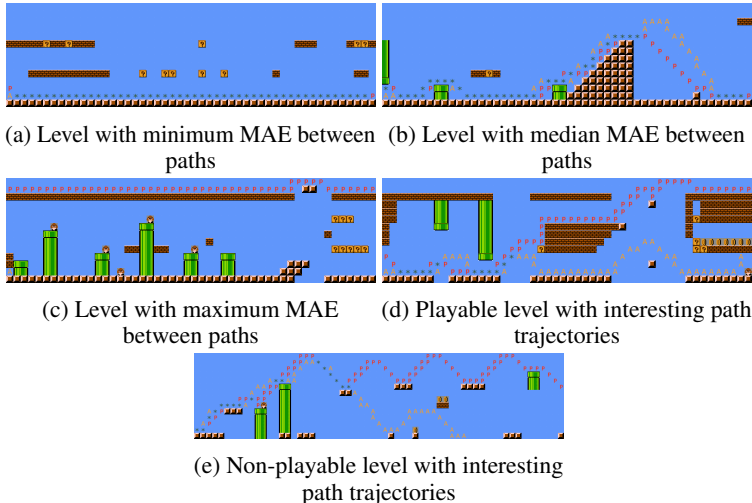 (a) Level with minimum MAE between
paths
(b) Level with median MAE between
paths
(c) Level with maximum MAE
between paths
(d) Playable level with interesting path
trajectories
(e) Non-playable level with interesting
path trajectories